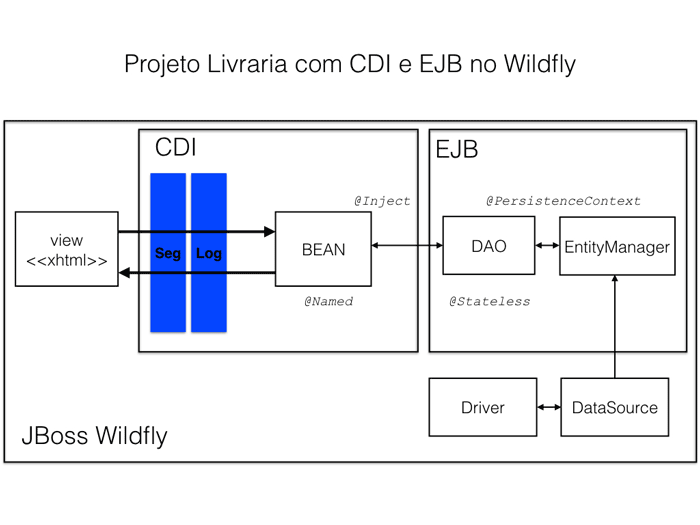 Projeto Livraria com CDI e EJB no Wildfly
CDI
EJB
@Inject
@PersistenceContext
view
<<xhtml>>
Seg
Log
BEAN
DAO
EntityManager
@Named
@Stateless
Driver
DataSource
JBoss Wildfly